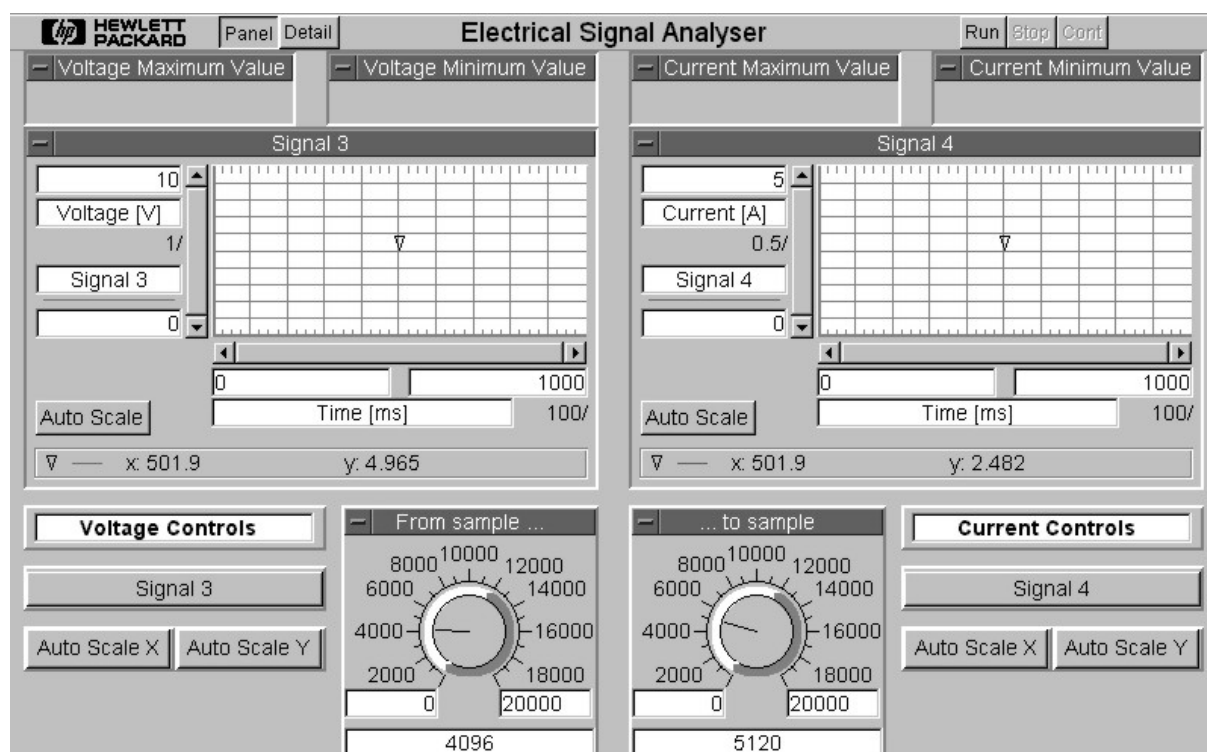 hp HEWLETT PACKARD Panel Detail Electrical Signal Analyser Run Stop Cont
Voltage Maximum Value Voltage Minimum Value Current Maximum Value Current Minimum Value
Signal 3
10
Voltage [V]
1/
Signal 3
0
0 1000
Auto Scale Time [ms] 100/
x: 501.9 y: 4.965
Signal 4
5
Current [A]
0.5/
Signal 4
0
0 1000
Auto Scale Time [ms] 100/
x: 501.9 y: 2.482
Voltage Controls
Signal 3
Auto Scale X Auto Scale Y
From sample ...
10000
8000 12000
6000 14000
4000 16000
2000 18000
0 20000
4096
... to sample
10000
8000 12000
6000 14000
4000 16000
2000 18000
0 20000
5120
Current Controls
Signal 4
Auto Scale X Auto Scale Y